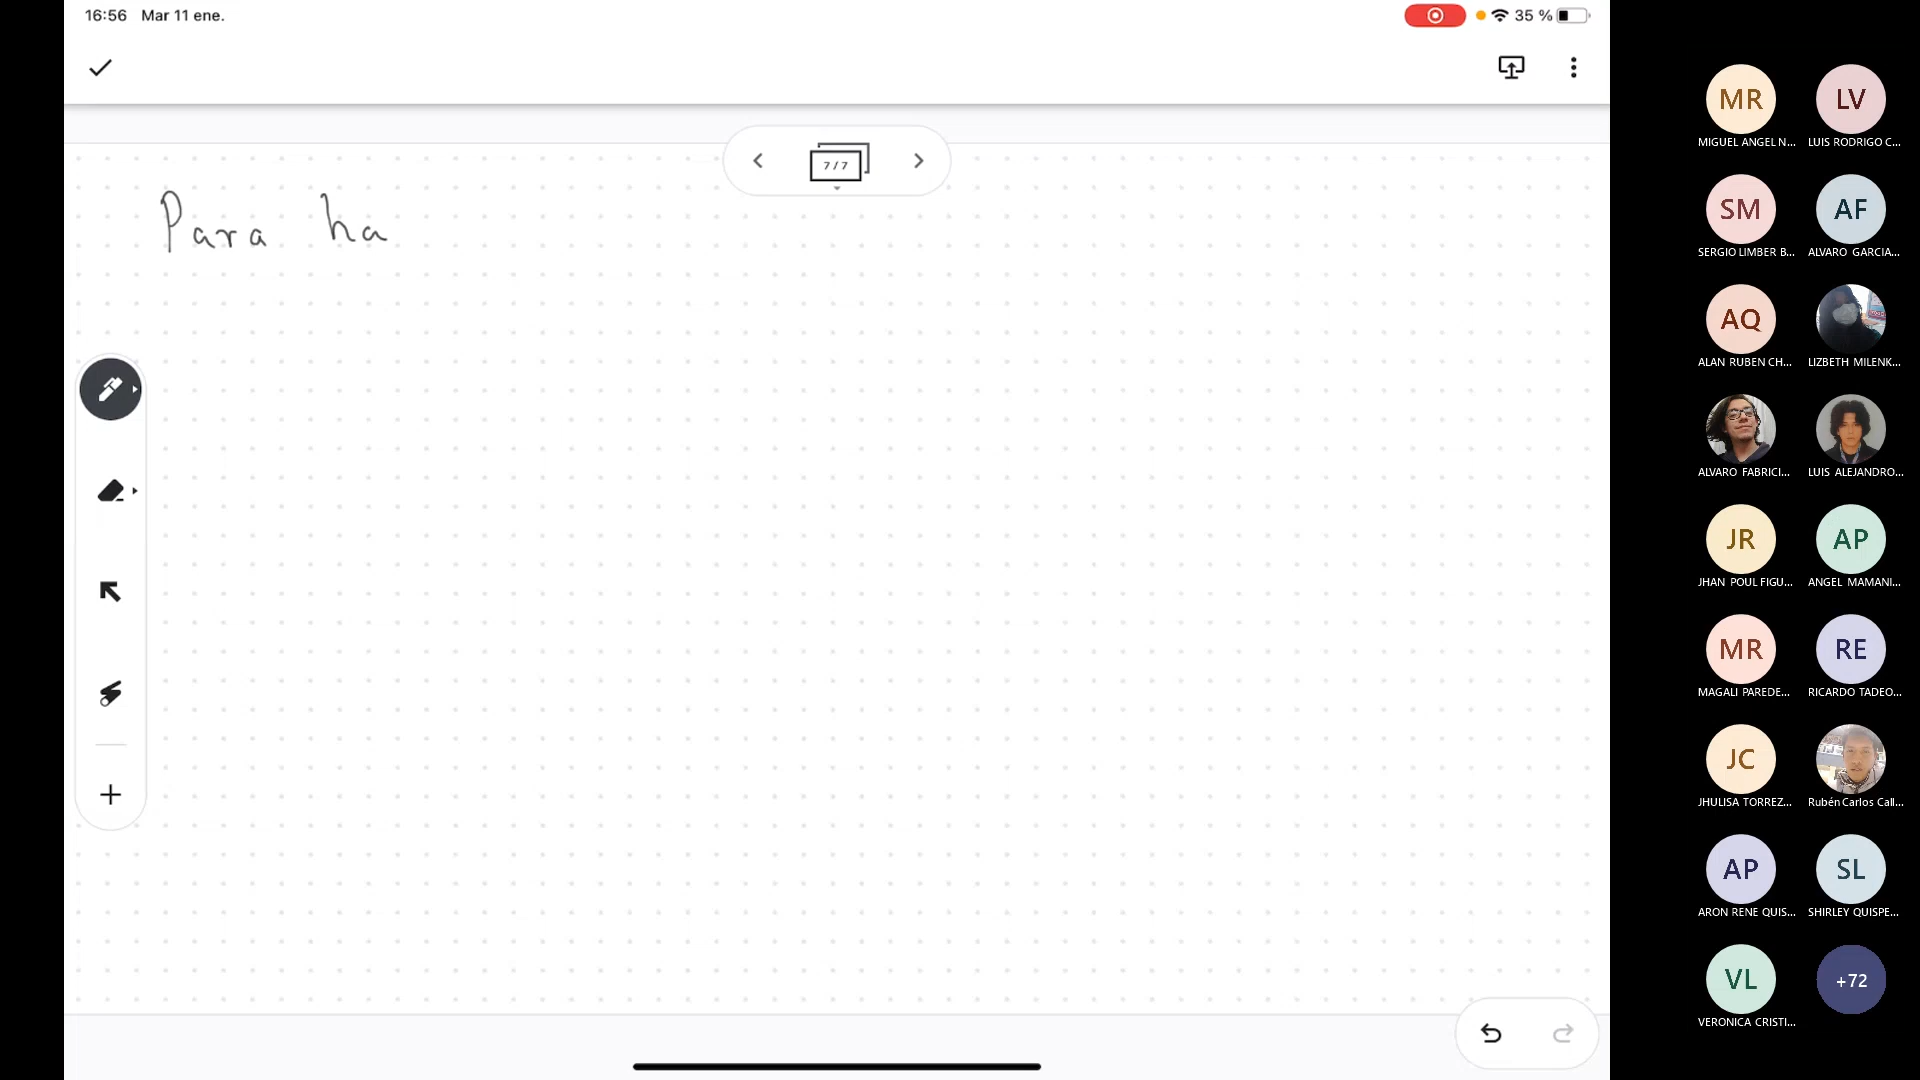 16:56 Mar 11 ene.
35 %
7 / 7
Para ha
MR
MIGUEL ANGEL N...
LV
LUIS RODRIGO C...
SM
SERGIO LIMBER B...
AF
ALVARO GARCIA...
AQ
ALAN RUBEN CH...
LIZBETH MILENK...
ALVARO FABRICI...
LUIS ALEJANDRO...
JR
JHAN POUL FIGU...
AP
ANGEL MAMANI...
MR
MAGALI PAREDE...
RE
RICARDO TADEO...
JC
JHULISA TORREZ...
Rubén Carlos Call...
AP
ARON RENE QUIS...
SL
SHIRLEY QUISPE...
VL
VERONICA CRISTI...
+72